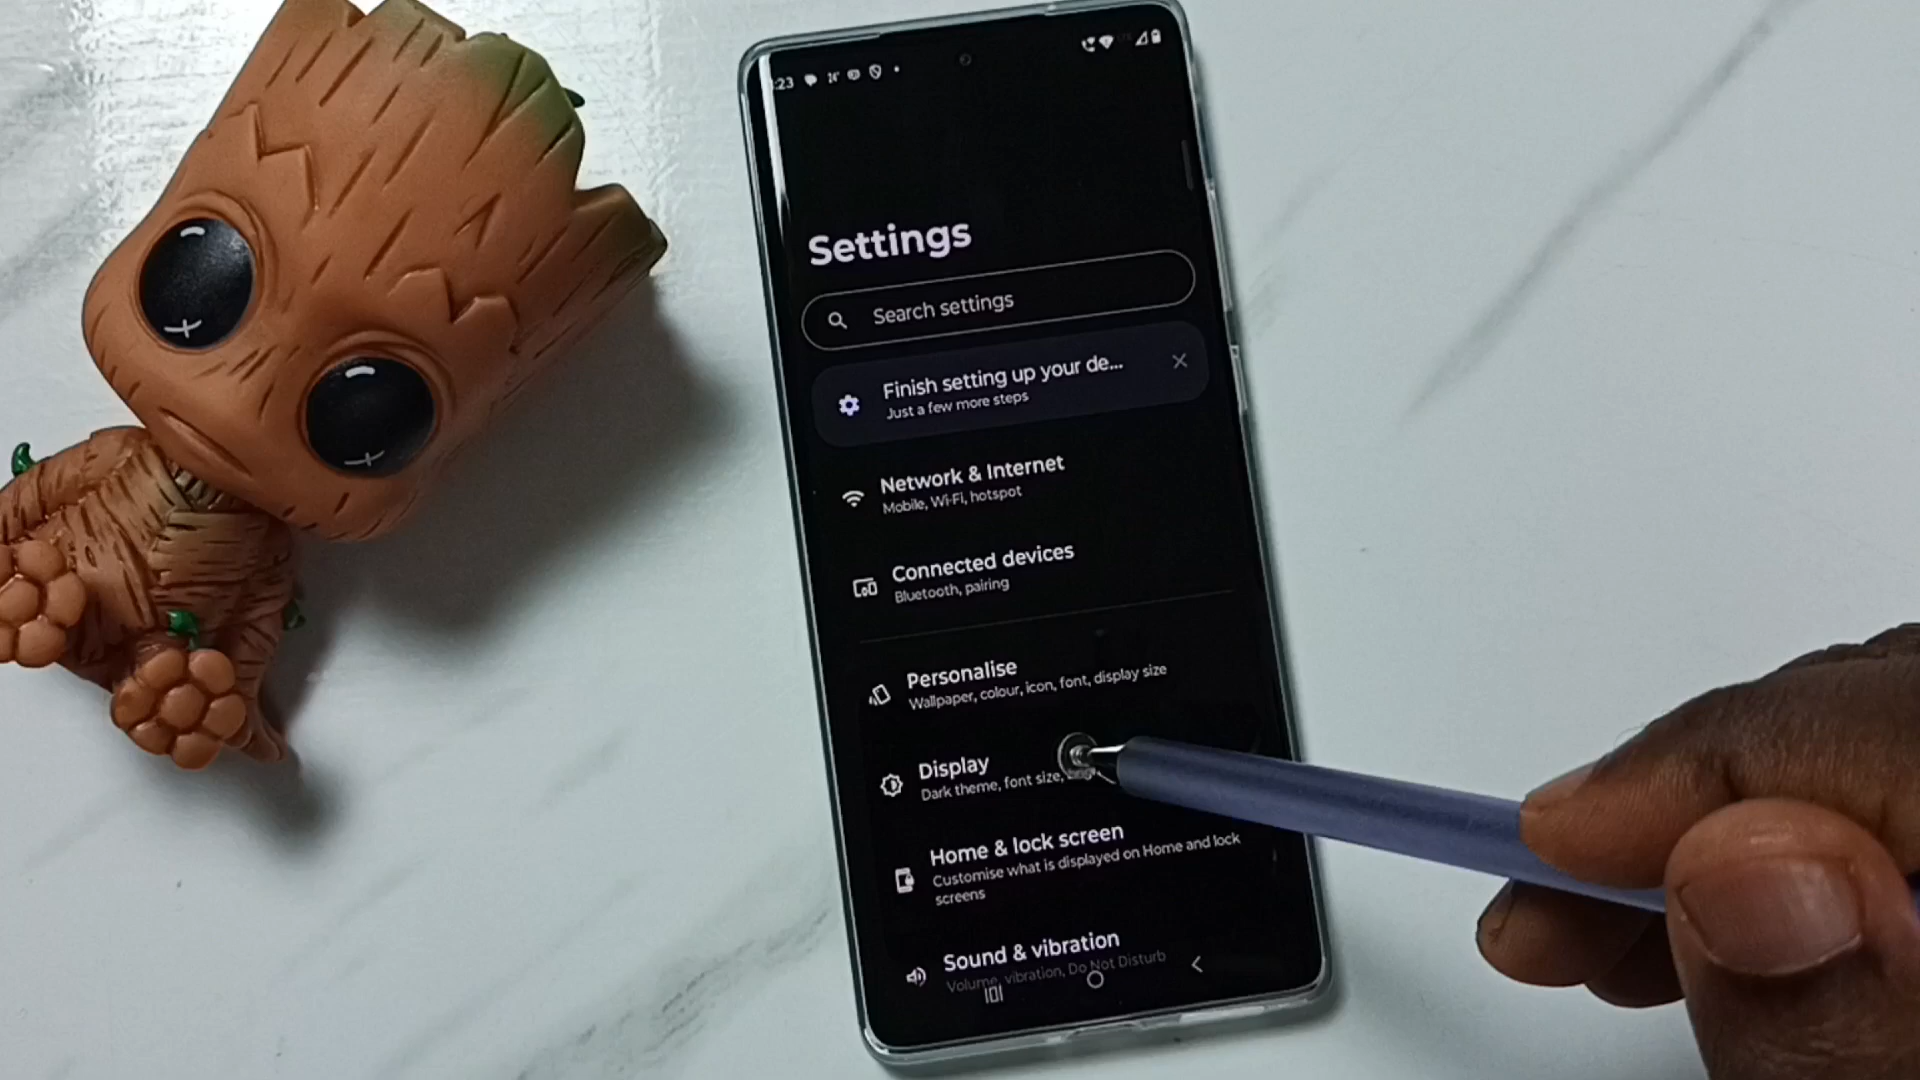 :23
Settings
Search settings
Finish setting up your de...
Just a few more steps
Network & Internet
Mobile, Wi-Fi, hotspot
Connected devices
Bluetooth, pairing
Personalise
Wallpaper, colour, icon, font, display size
Display
Dark theme, font size,
Home & lock screen
Customise what is displayed on Home and lock
screens
Sound & vibration
Volume, vibration, Do Not Disturb